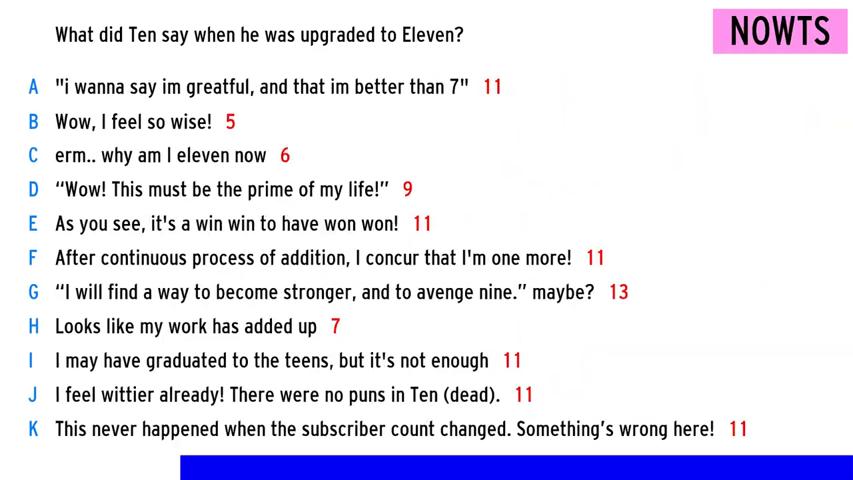 NOWTS
What did Ten say when he was upgraded to Eleven?
A "i wanna say im greatful, and that im better than 7" 11
B Wow, I feel so wise! 5
C erm.. why am I eleven now 6
D “Wow! This must be the prime of my life!” 9
E As you see, it's a win win to have won won! 11
F After continuous process of addition, I concur that I'm one more! 11
G “I will find a way to become stronger, and to avenge nine.” maybe? 13
H Looks like my work has added up 7
I I may have graduated to the teens, but it's not enough 11
J I feel wittier already! There were no puns in Ten (dead). 11
K This never happened when the subscriber count changed. Something’s wrong here! 11